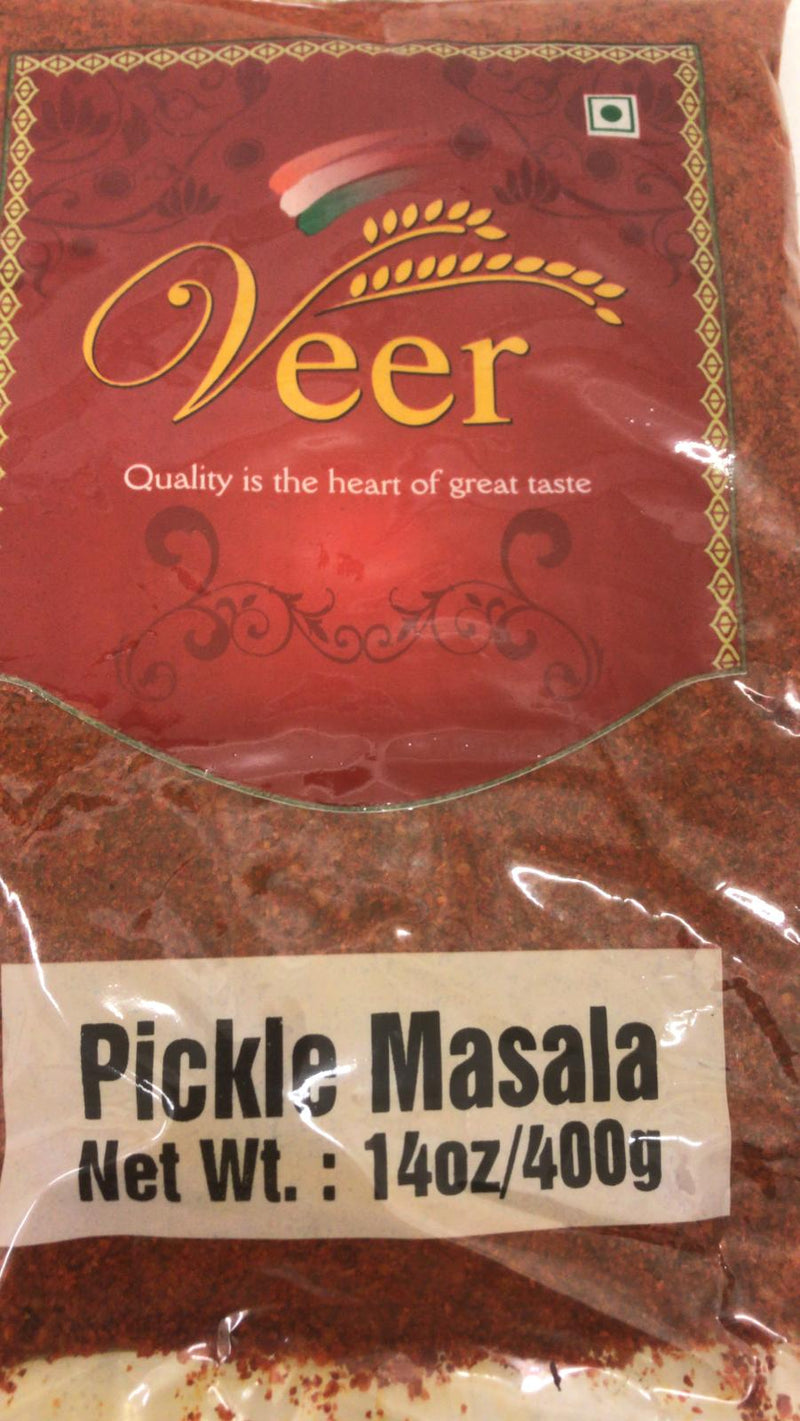 Veer
Quality is the heart of great taste
Pickle Masala
Net Wt. : 14oz/400g